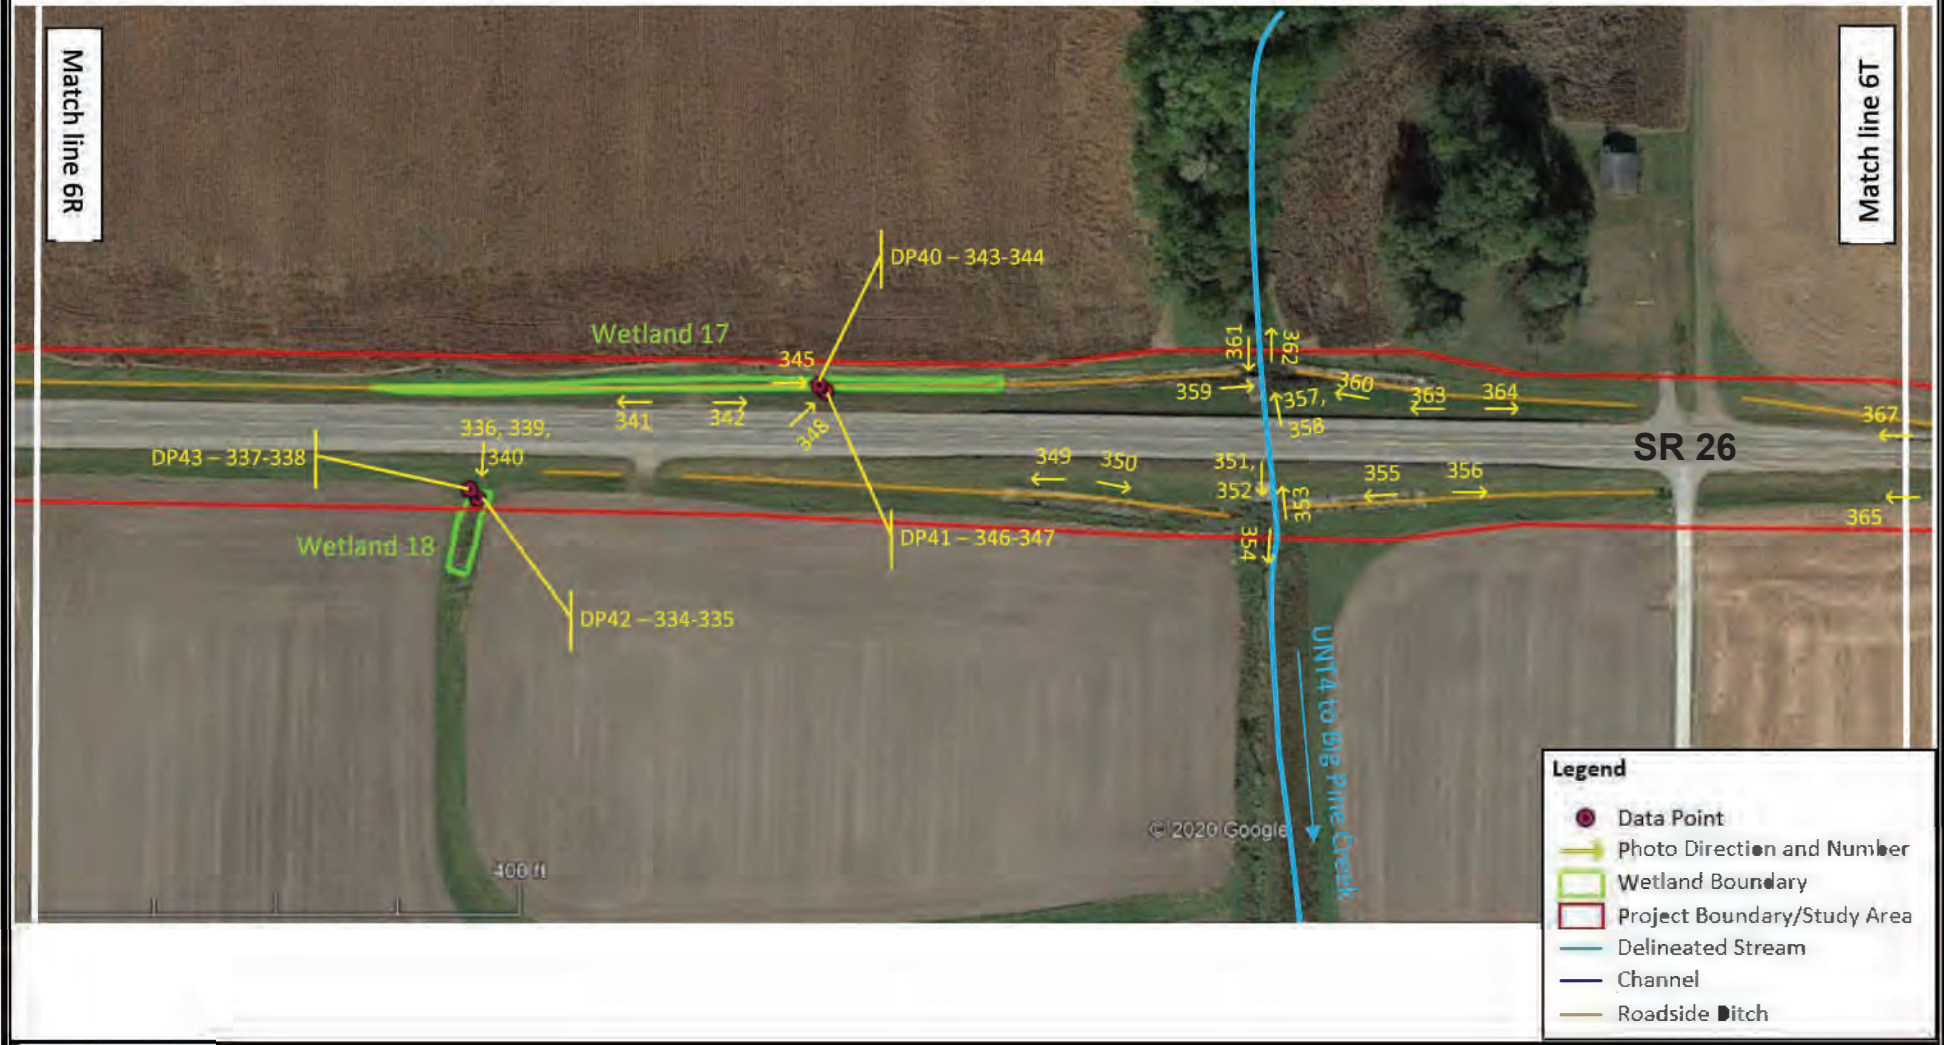 Match line 6R
Match line 6T
DP40 – 343-344
Wetland 17
345
361
362
359
360
363
364
357,
358
341
342
348
367
336, 339,
340
DP43 – 337-338
SR 26
349
350
351,
352
353
355
356
354
365
DP41 – 346-347
Wetland 18
DP42 – 334-335
UNT4 to Big Pine Creek
© 2020 Google
400 ft
Legend
Data Point
Photo Direction and Number
Wetland Boundary
Project Boundary/Study Area
Delineated Stream
Channel
Roadside Ditch